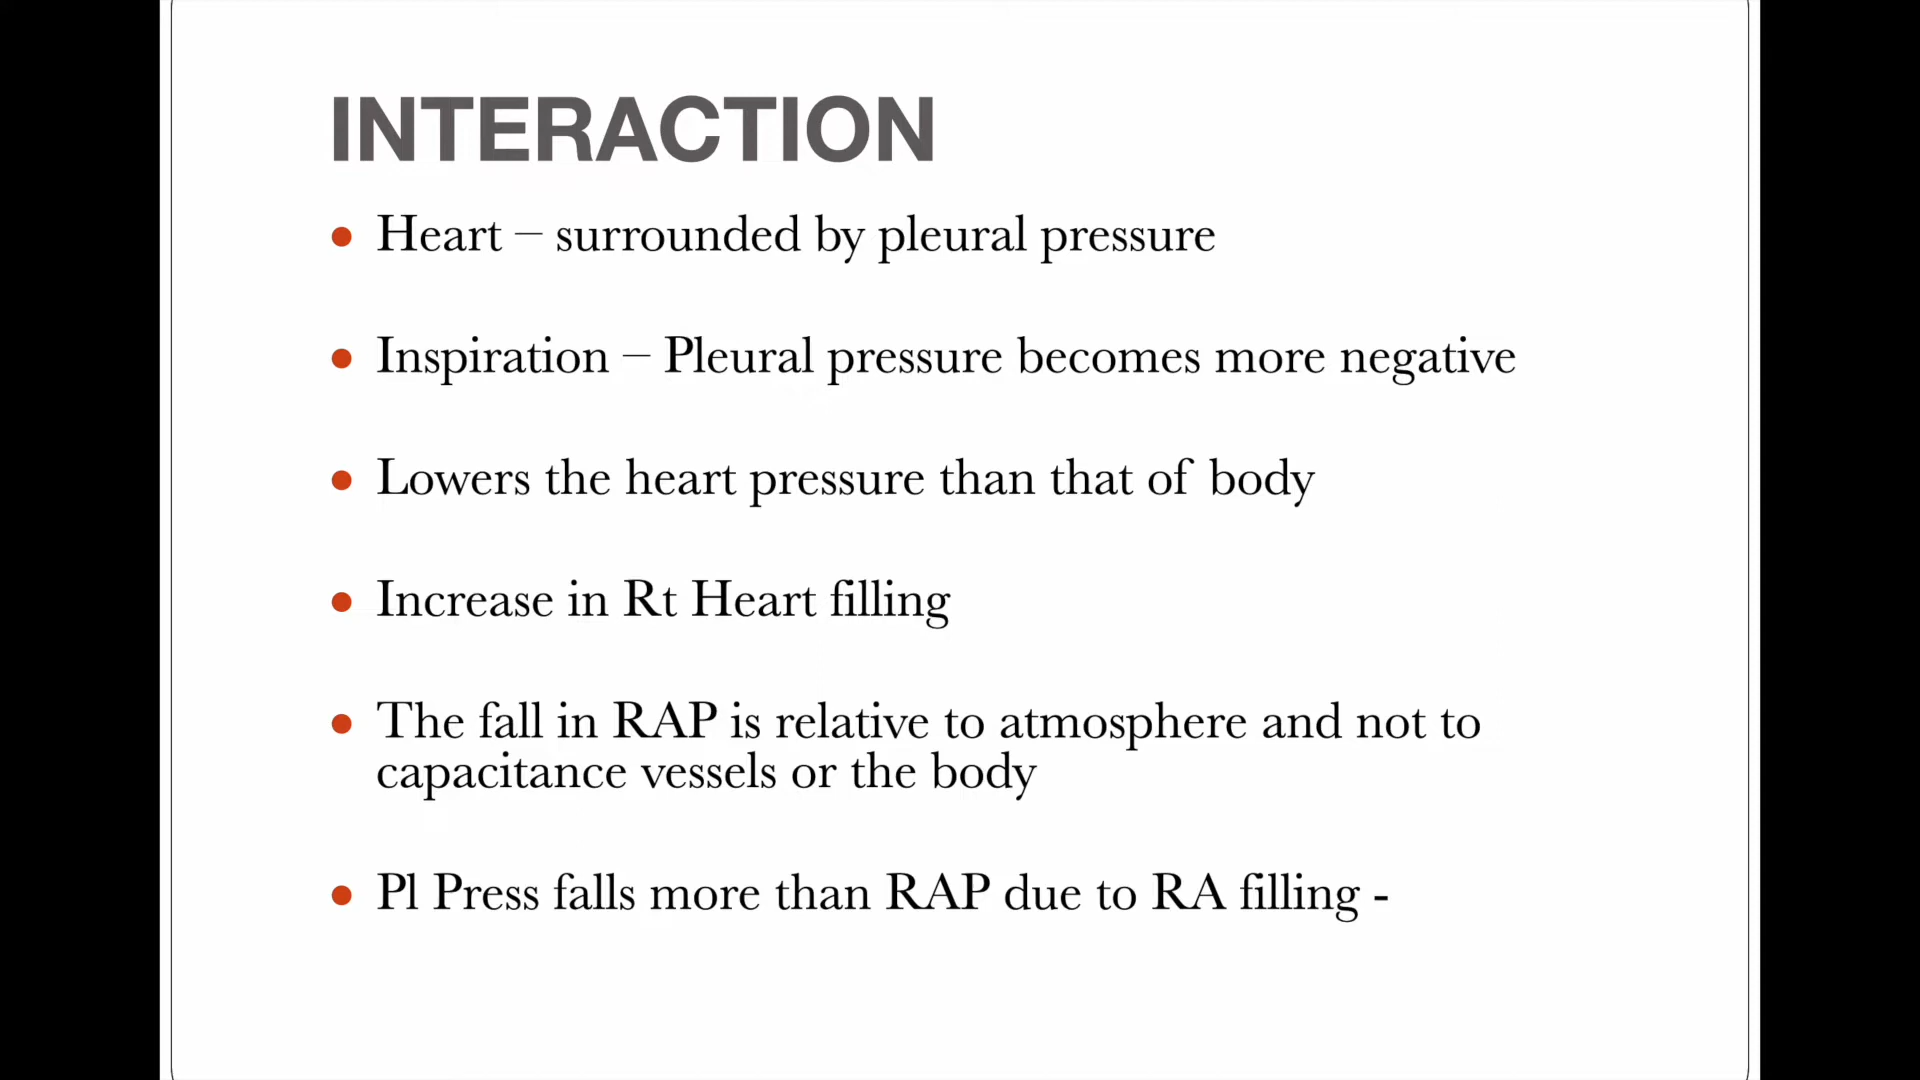 INTERACTION
• Heart – surrounded by pleural pressure
• Inspiration – Pleural pressure becomes more negative
• Lowers the heart pressure than that of body
• Increase in Rt Heart filling
• The fall in RAP is relative to atmosphere and not to
capacitance vessels or the body
• Pl Press falls more than RAP due to RA filling -